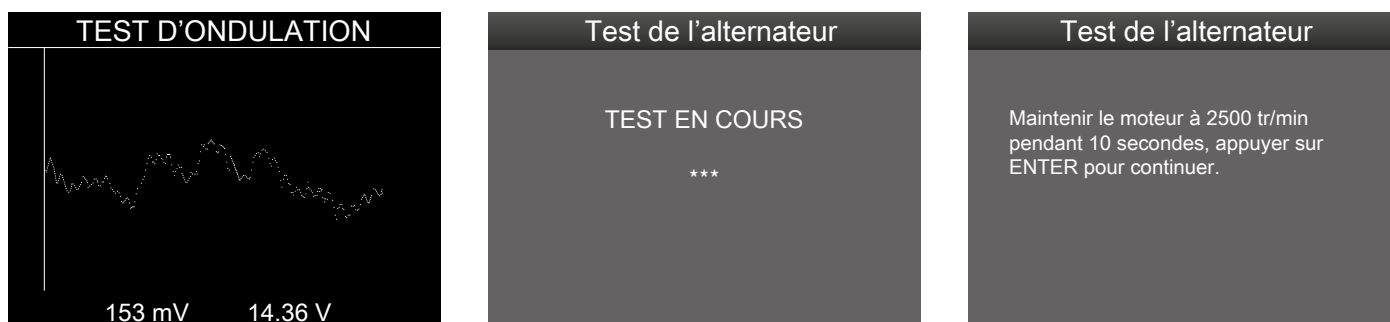 TEST D’ONDULATION
153 mV 14.36 V
Test de l’alternateur
TEST EN COURS
***
Test de l’alternateur
Maintenir le moteur à 2500 tr/min
pendant 10 secondes, appuyer sur
ENTER pour continuer.